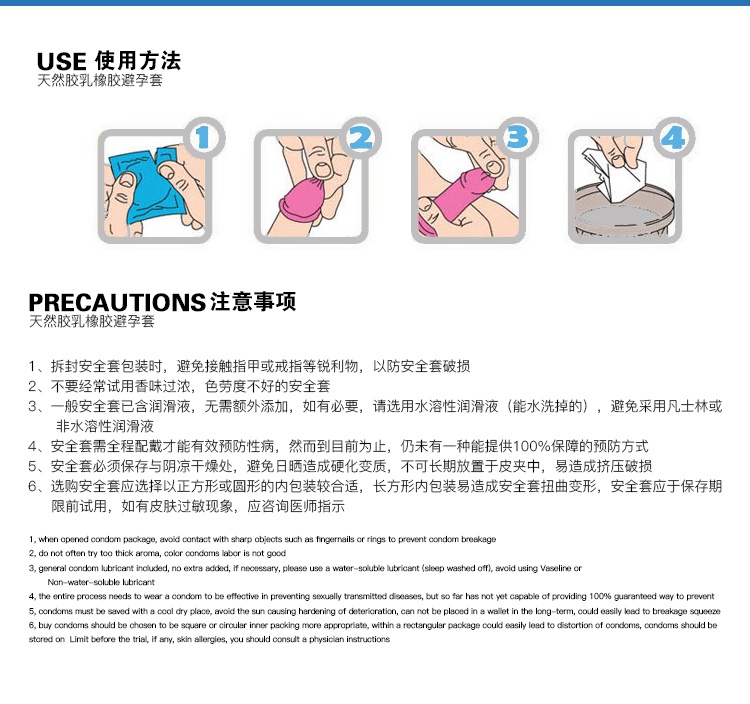 USE 使用方法
天然胶乳橡胶避孕套
1
2
3
4
PRECAUTIONS 注意事项
天然胶乳橡胶避孕套
1、拆封安全套包装时，避免接触指甲或戒指等锐利物，以防安全套破损
2、不要经常试用香味过浓，色劳度不好的安全套
3、一般安全套已含润滑液，无需额外添加，如有必要，请选用水溶性润滑液（能水洗掉的），避免采用凡士林或
非水溶性润滑液
4、安全套需全程配戴才能有效预防性病，然而到目前为止，仍未有一种能提供100%保障的预防方式
5、安全套必须保存与阴凉干燥处，避免日晒造成硬化变质，不可长期放置于皮夹中，易造成挤压破损
6、选购安全套应选择以正方形或圆形的内包装较合适，长方形内包装易造成安全套扭曲变形，安全套应于保存期
限前试用，如有皮肤过敏现象，应咨询医师指示
1, when opened condom package, avoid contact with sharp objects such as fingernails or rings to prevent condom breakage
2, do not often try too thick aroma, color condoms labor is not good
3, general condom lubricant included, no extra added, if necessary, please use a water-soluble lubricant (sleep washed off), avoid using Vaseline or
Non-water-soluble lubricant
4, the entire process needs to wear a condom to be effective in preventing sexually transmitted diseases, but so far has not yet capable of providing 100% guaranteed way to prevent
5, condoms must be saved with a cool dry place, avoid the sun causing hardening of deterioration, can not be placed in a wallet in the long-term, could easily lead to breakage squeeze
6, buy condoms should be chosen to be square or circular inner packing more appropriate, within a rectangular package could easily lead to distortion of condoms, condoms should be
stored on Limit before the trial, if any, skin allergies, you should consult a physician instructions